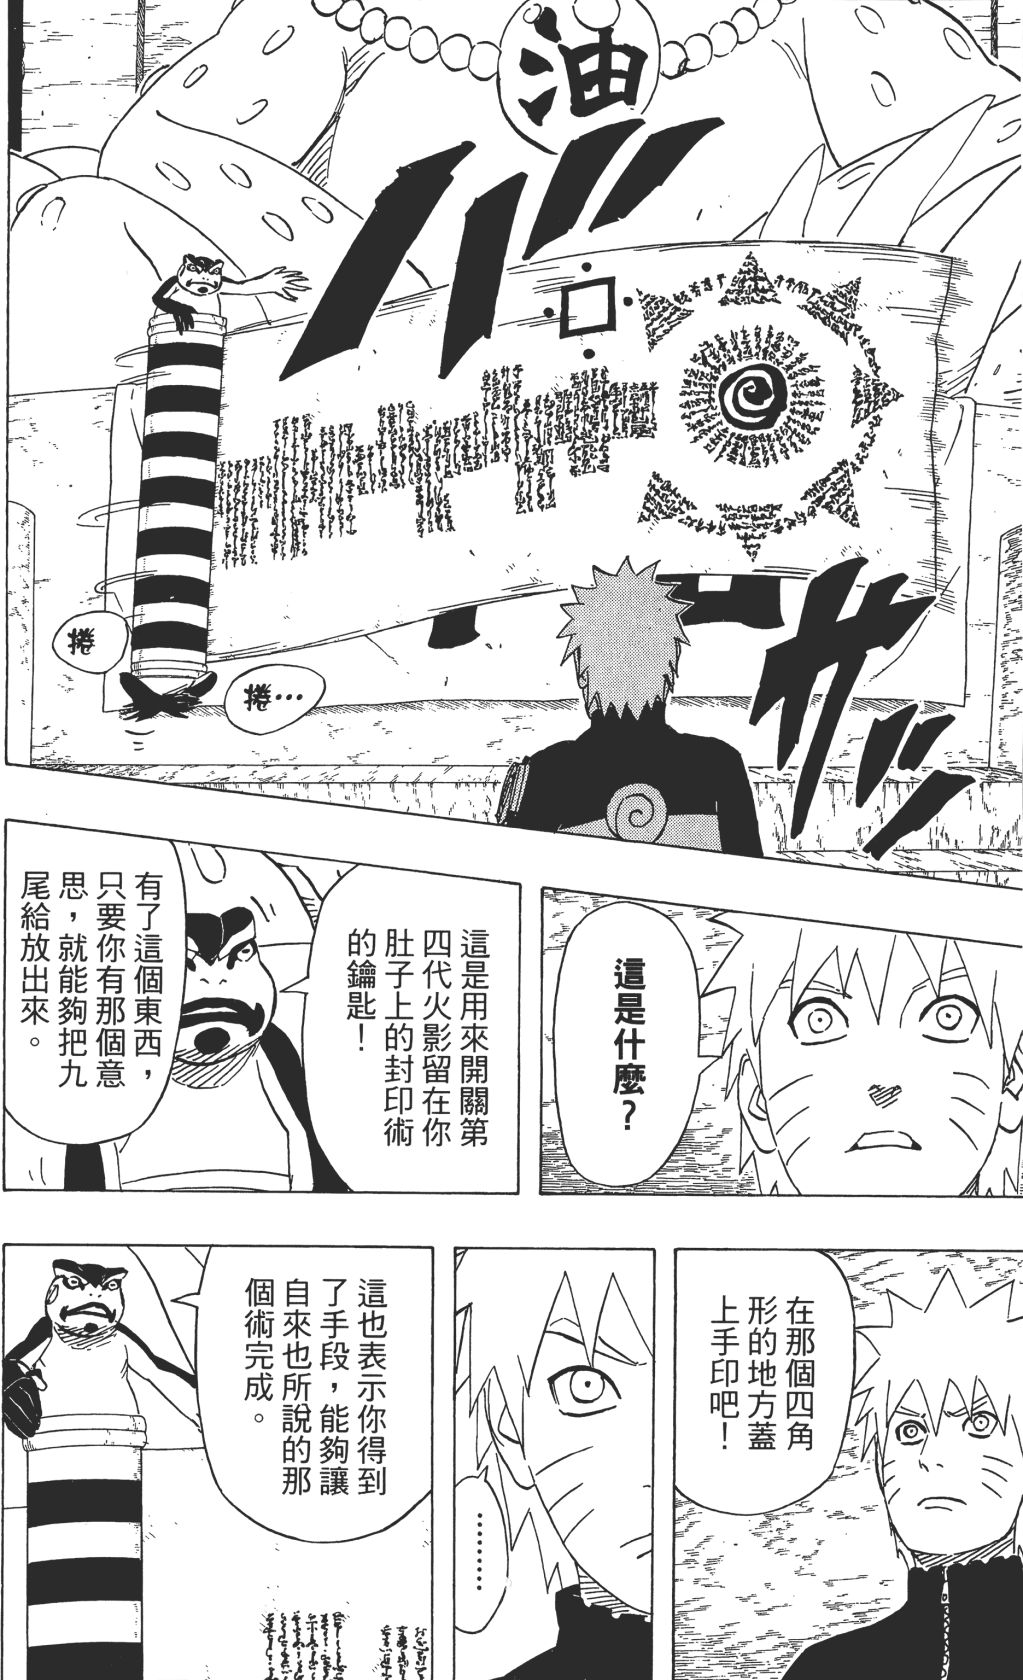 油
バッ
捲
捲…
ザッ
這是什麼？
這是用來開關第
四代火影留在你
肚子上的封印術
的鑰匙！
有了這個東西，
只要你有那個意
思，就能夠把九
尾給放出來。
在那個四角
形的地方蓋
上手印吧！
………
這也表示你得到
了手段，能夠讓
自來也所說的那
個術完成。